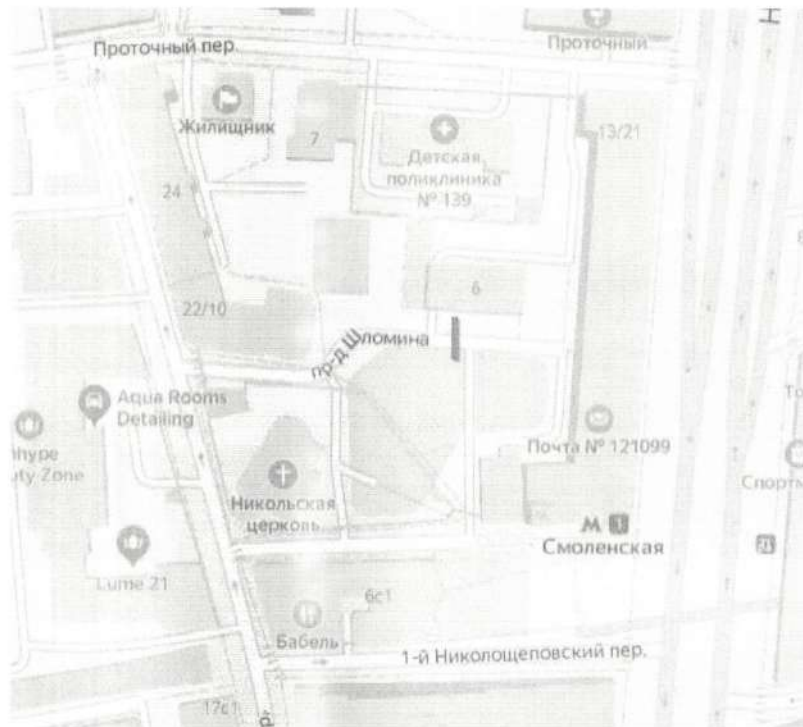 Проточный пер.
Проточный
Жилищник
7
13/21
Детская
поликлиника
№ 139
24
6
22/10
пр-д Шломина
Aqua Rooms
Detailing
Почта № 121099
Никольская
церковь
М 1
Смоленская
Lume 21
6с1
Бабель
1-й Николощеповский пер.
17с1